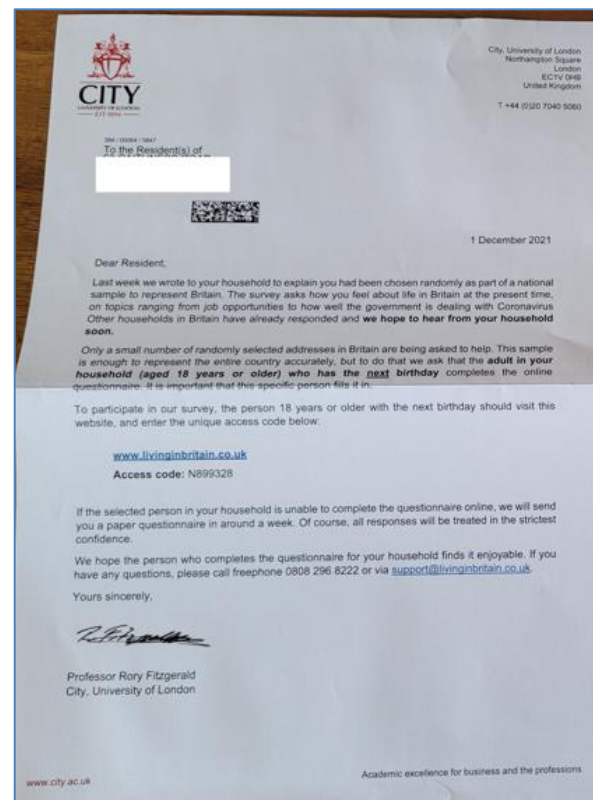 CITY
UNIVERSITY OF LONDON
EST 1894
City, University of London
Northampton Square
London
EC1V 0HB
United Kingdom
T +44 (0)20 7040 5060
To the Resident(s) of
1 December 2021
Dear Resident,
Last week we wrote to your household to explain you had been chosen randomly as part of a national
sample to represent Britain. The survey asks how you feel about life in Britain at the present time,
on topics ranging from job opportunities to how well the government is dealing with Coronavirus
Other households in Britain have already responded and we hope to hear from your household
soon.
Only a small number of randomly selected addresses in Britain are being asked to help. This sample
is enough to represent the entire country accurately, but to do that we ask that the adult in your
household (aged 18 years or older) who has the next birthday completes the online
questionnaire. It is important that this specific person fills it in.
To participate in our survey, the person 18 years or older with the next birthday should visit this
website, and enter the unique access code below:
www.livinginbritain.co.uk
Access code: N899328
If the selected person in your household is unable to complete the questionnaire online, we will send
you a paper questionnaire in around a week. Of course, all responses will be treated in the strictest
confidence.
We hope the person who completes the questionnaire for your household finds it enjoyable. If you
have any questions, please call freephone 0808 296 8222 or via support@livinginbritain.co.uk.
Yours sincerely,
Professor Rory Fitzgerald
City, University of London
www.city.ac.uk
Academic excellence for business and the professions